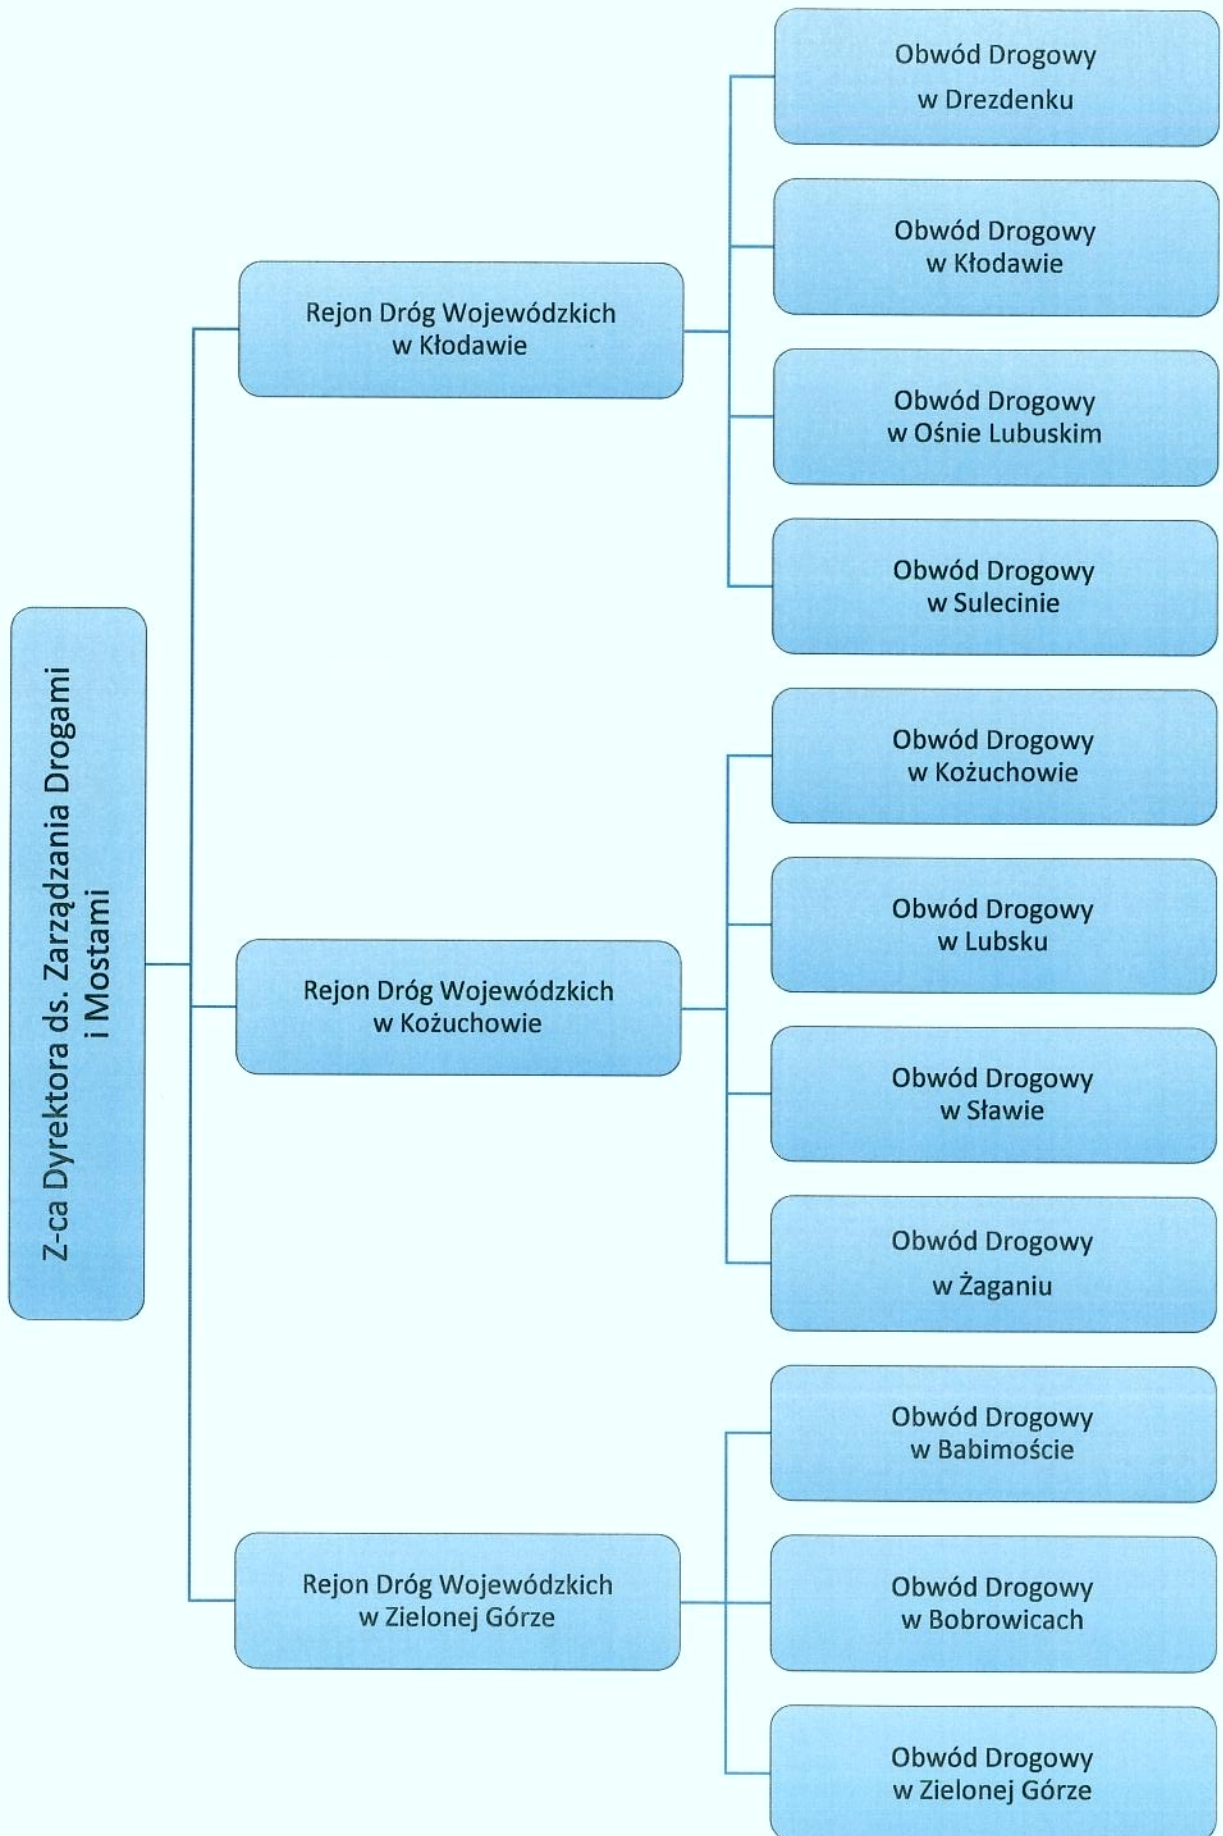 Z-ca Dyrektora ds. Zarządzania Drogami
i Mostami
Rejon Dróg Wojewódzkich
w Kłodawie
Obwód Drogowy
w Drezdenku
Obwód Drogowy
w Kłodawie
Obwód Drogowy
w Ośnie Lubuskim
Obwód Drogowy
w Sulecinie
Rejon Dróg Wojewódzkich
w Kożuchowie
Obwód Drogowy
w Kożuchowie
Obwód Drogowy
w Lubsku
Obwód Drogowy
w Sławie
Obwód Drogowy
w Żaganiu
Rejon Dróg Wojewódzkich
w Zielonej Górze
Obwód Drogowy
w Babimoście
Obwód Drogowy
w Bobrowicach
Obwód Drogowy
w Zielonej Górze